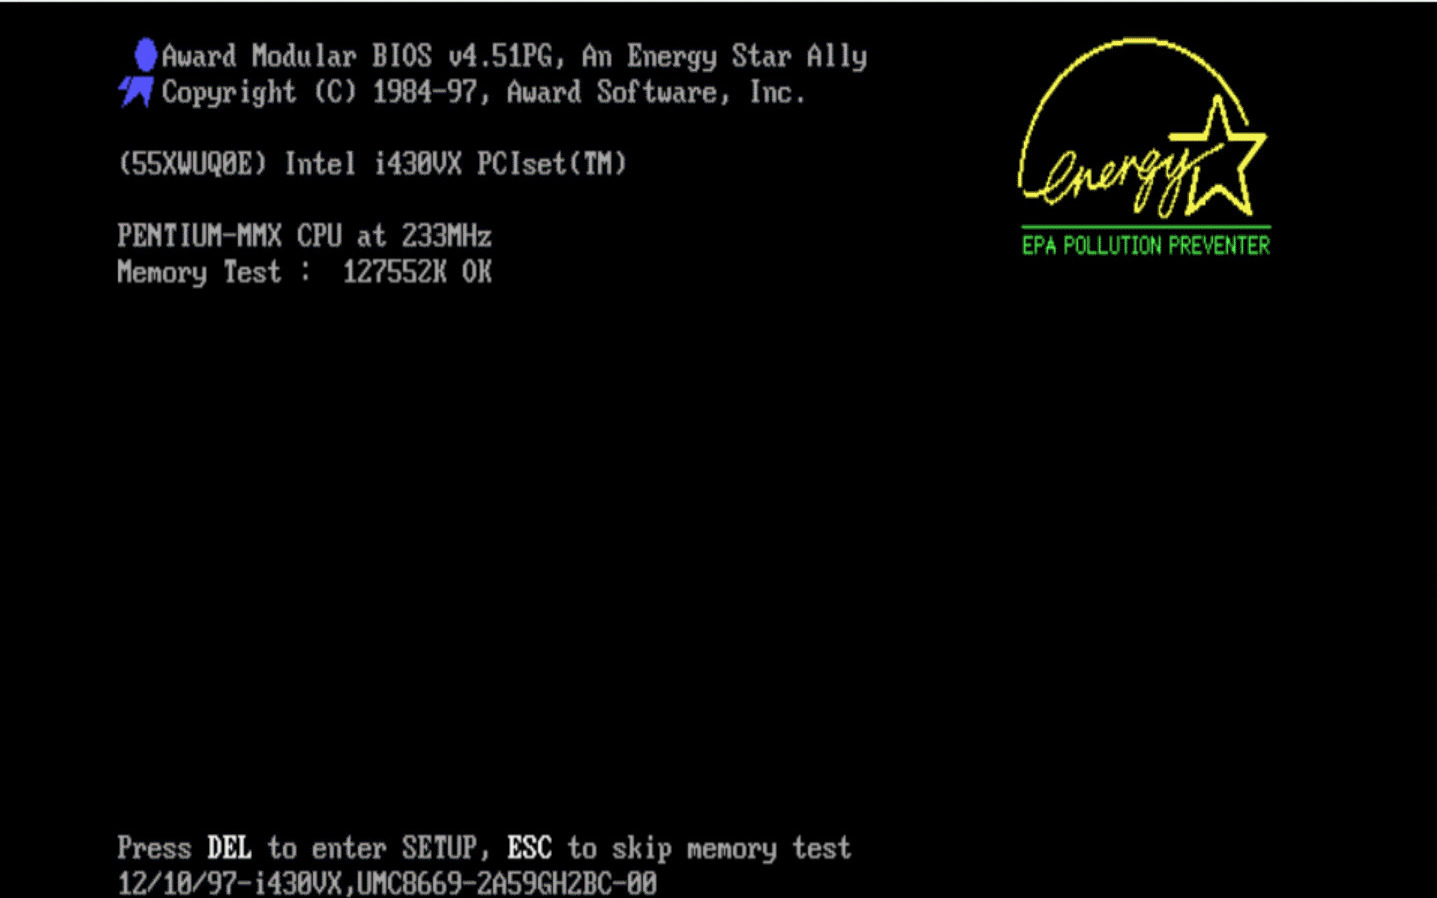 Award Modular BIOS v4.51PG, An Energy Star Ally
Copyright (C) 1984-97, Award Software, Inc.
(55XWUQ0E) Intel i430VX PCIset(TM)
PENTIUM-MMX CPU at 233MHz
Memory Test :  127552K OK
energy
EPA POLLUTION PREVENTER
Press DEL to enter SETUP, ESC to skip memory test
12/10/97-i430VX,UMC8669-2A59GH2BC-00